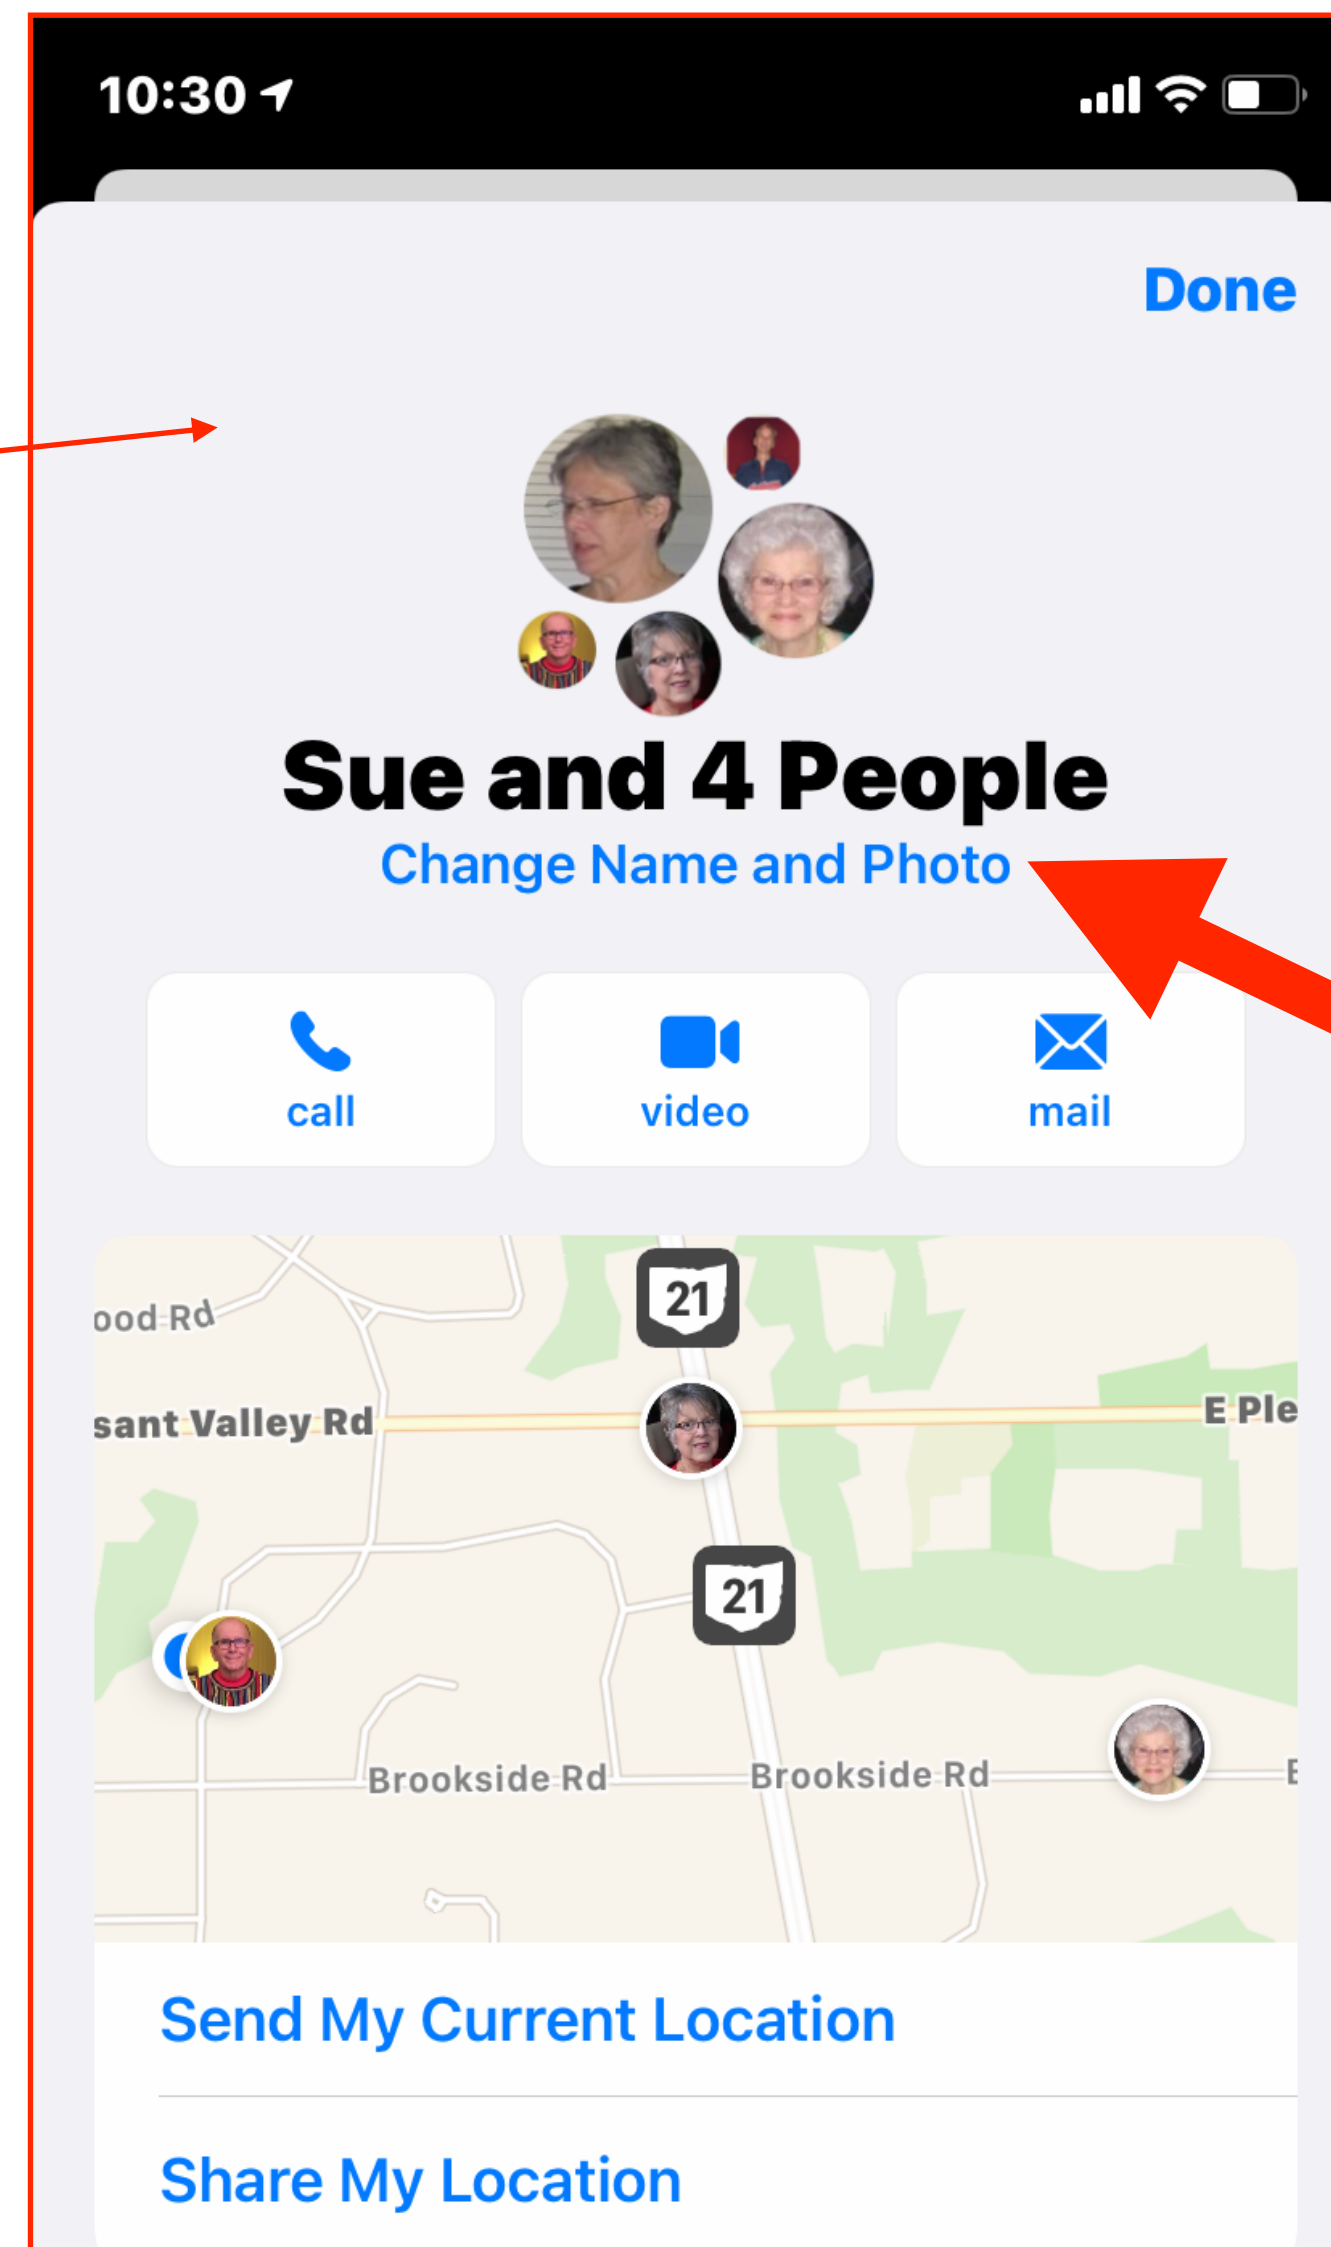 10:30
Done
Sue and 4 People
Change Name and Photo
call
video
mail
21
ood Rd
sant Valley Rd
E Ple
21
Brookside Rd
Brookside Rd
E
Send My Current Location
Share My Location